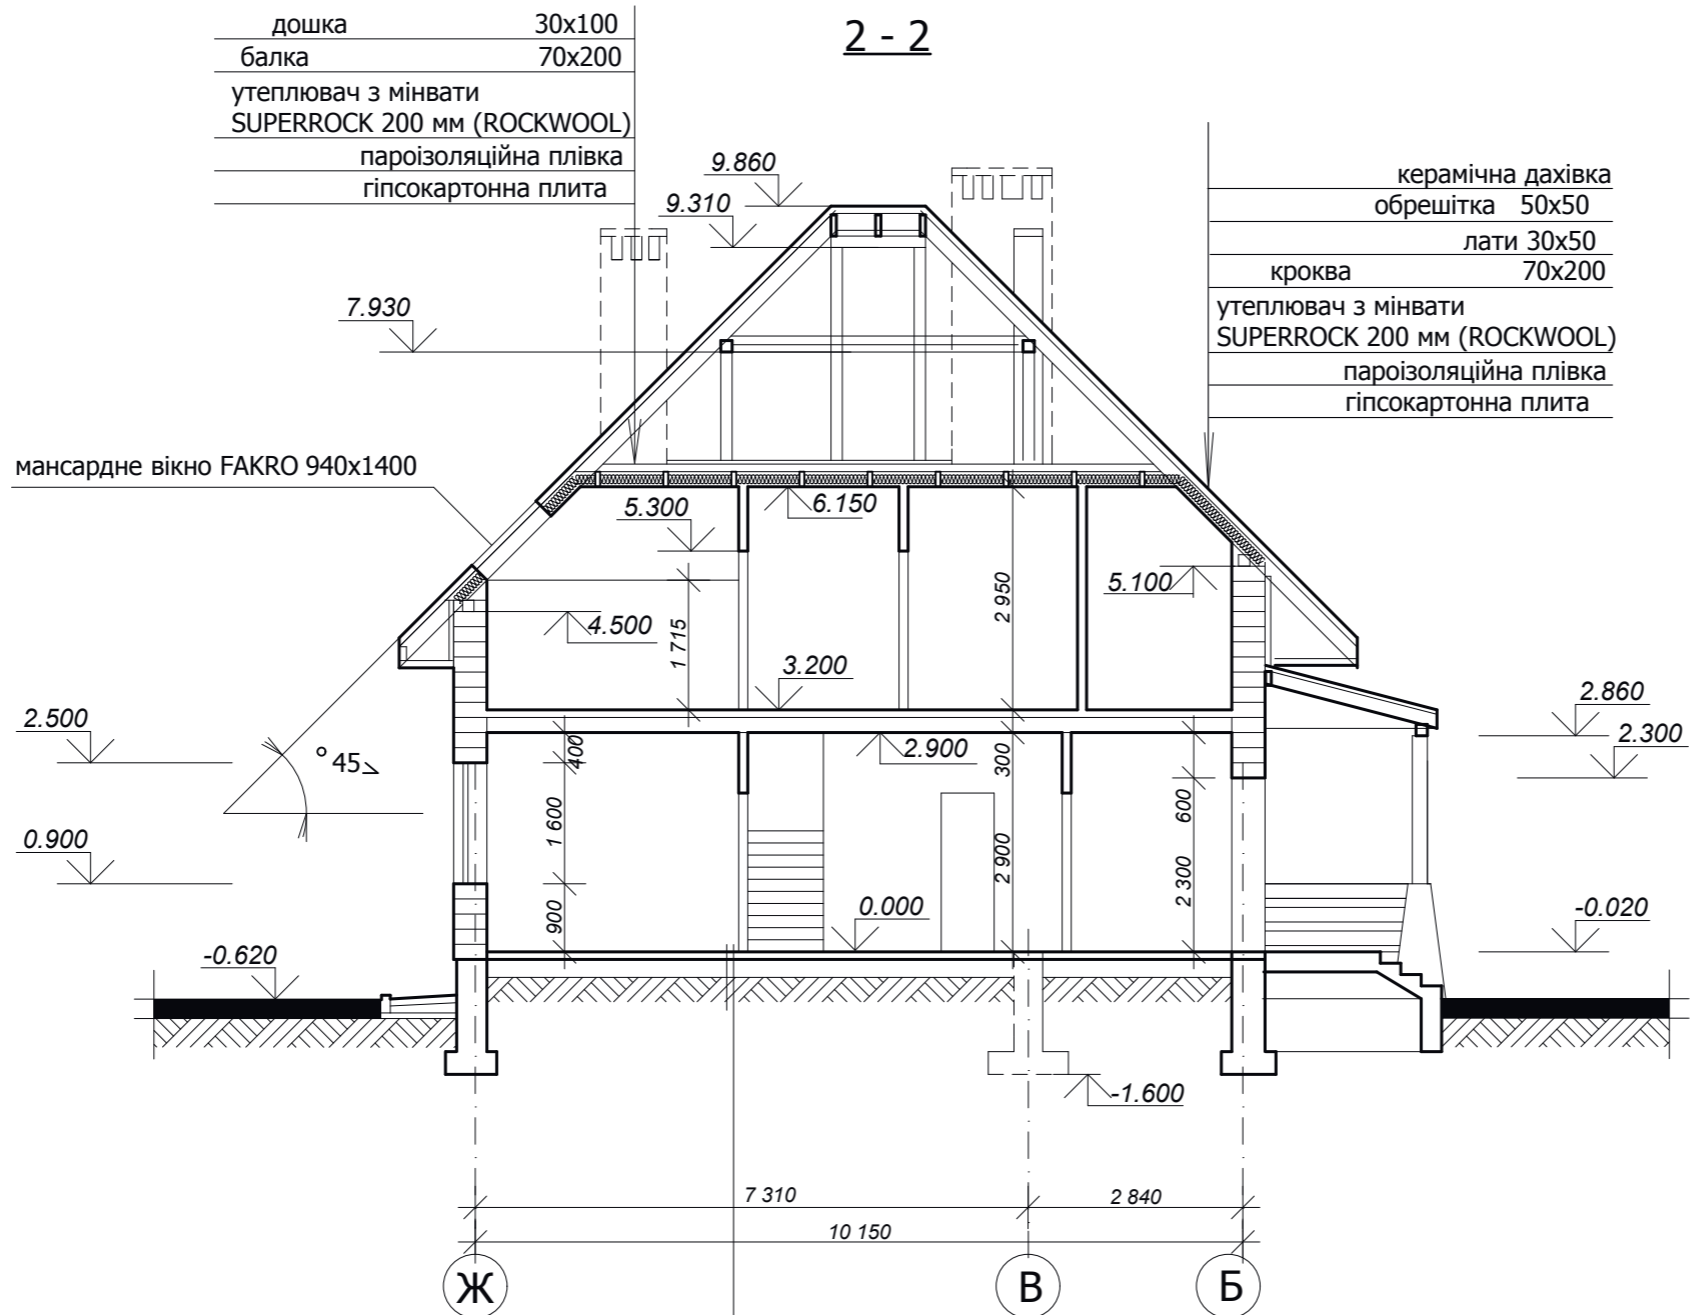 2 - 2
дошка 30х100
балка 70х200
утеплювач з мінвати
SUPERROCK 200 мм (ROCKWOOL)
пароізоляційна плівка
гіпсокартонна плита
керамічна дахівка
обрешітка 50х50
лати 30х50
кроква 70х200
утеплювач з мінвати
SUPERROCK 200 мм (ROCKWOOL)
пароізоляційна плівка
гіпсокартонна плита
9.860
9.310
7.930
мансардне вікно FAKRO 940х1400
5.300
6.150
5.100
2 950
4.500
1 715
3.200
2.500
2.860
2.300
°45
400
2.900
300
600
0.900
1 600
2 900
2 300
900
0.000
-0.020
-0.620
-1.600
7 310
2 840
10 150
Ж
В
Б